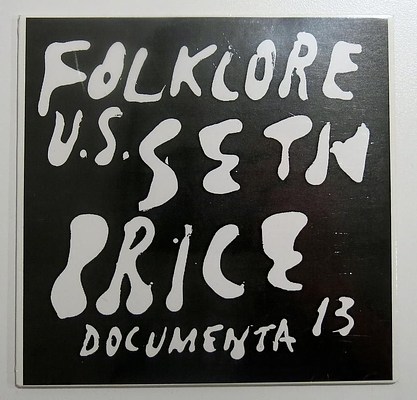 FOLKLORE
U.S. SETH
PRICE
DOCUMENTA 13